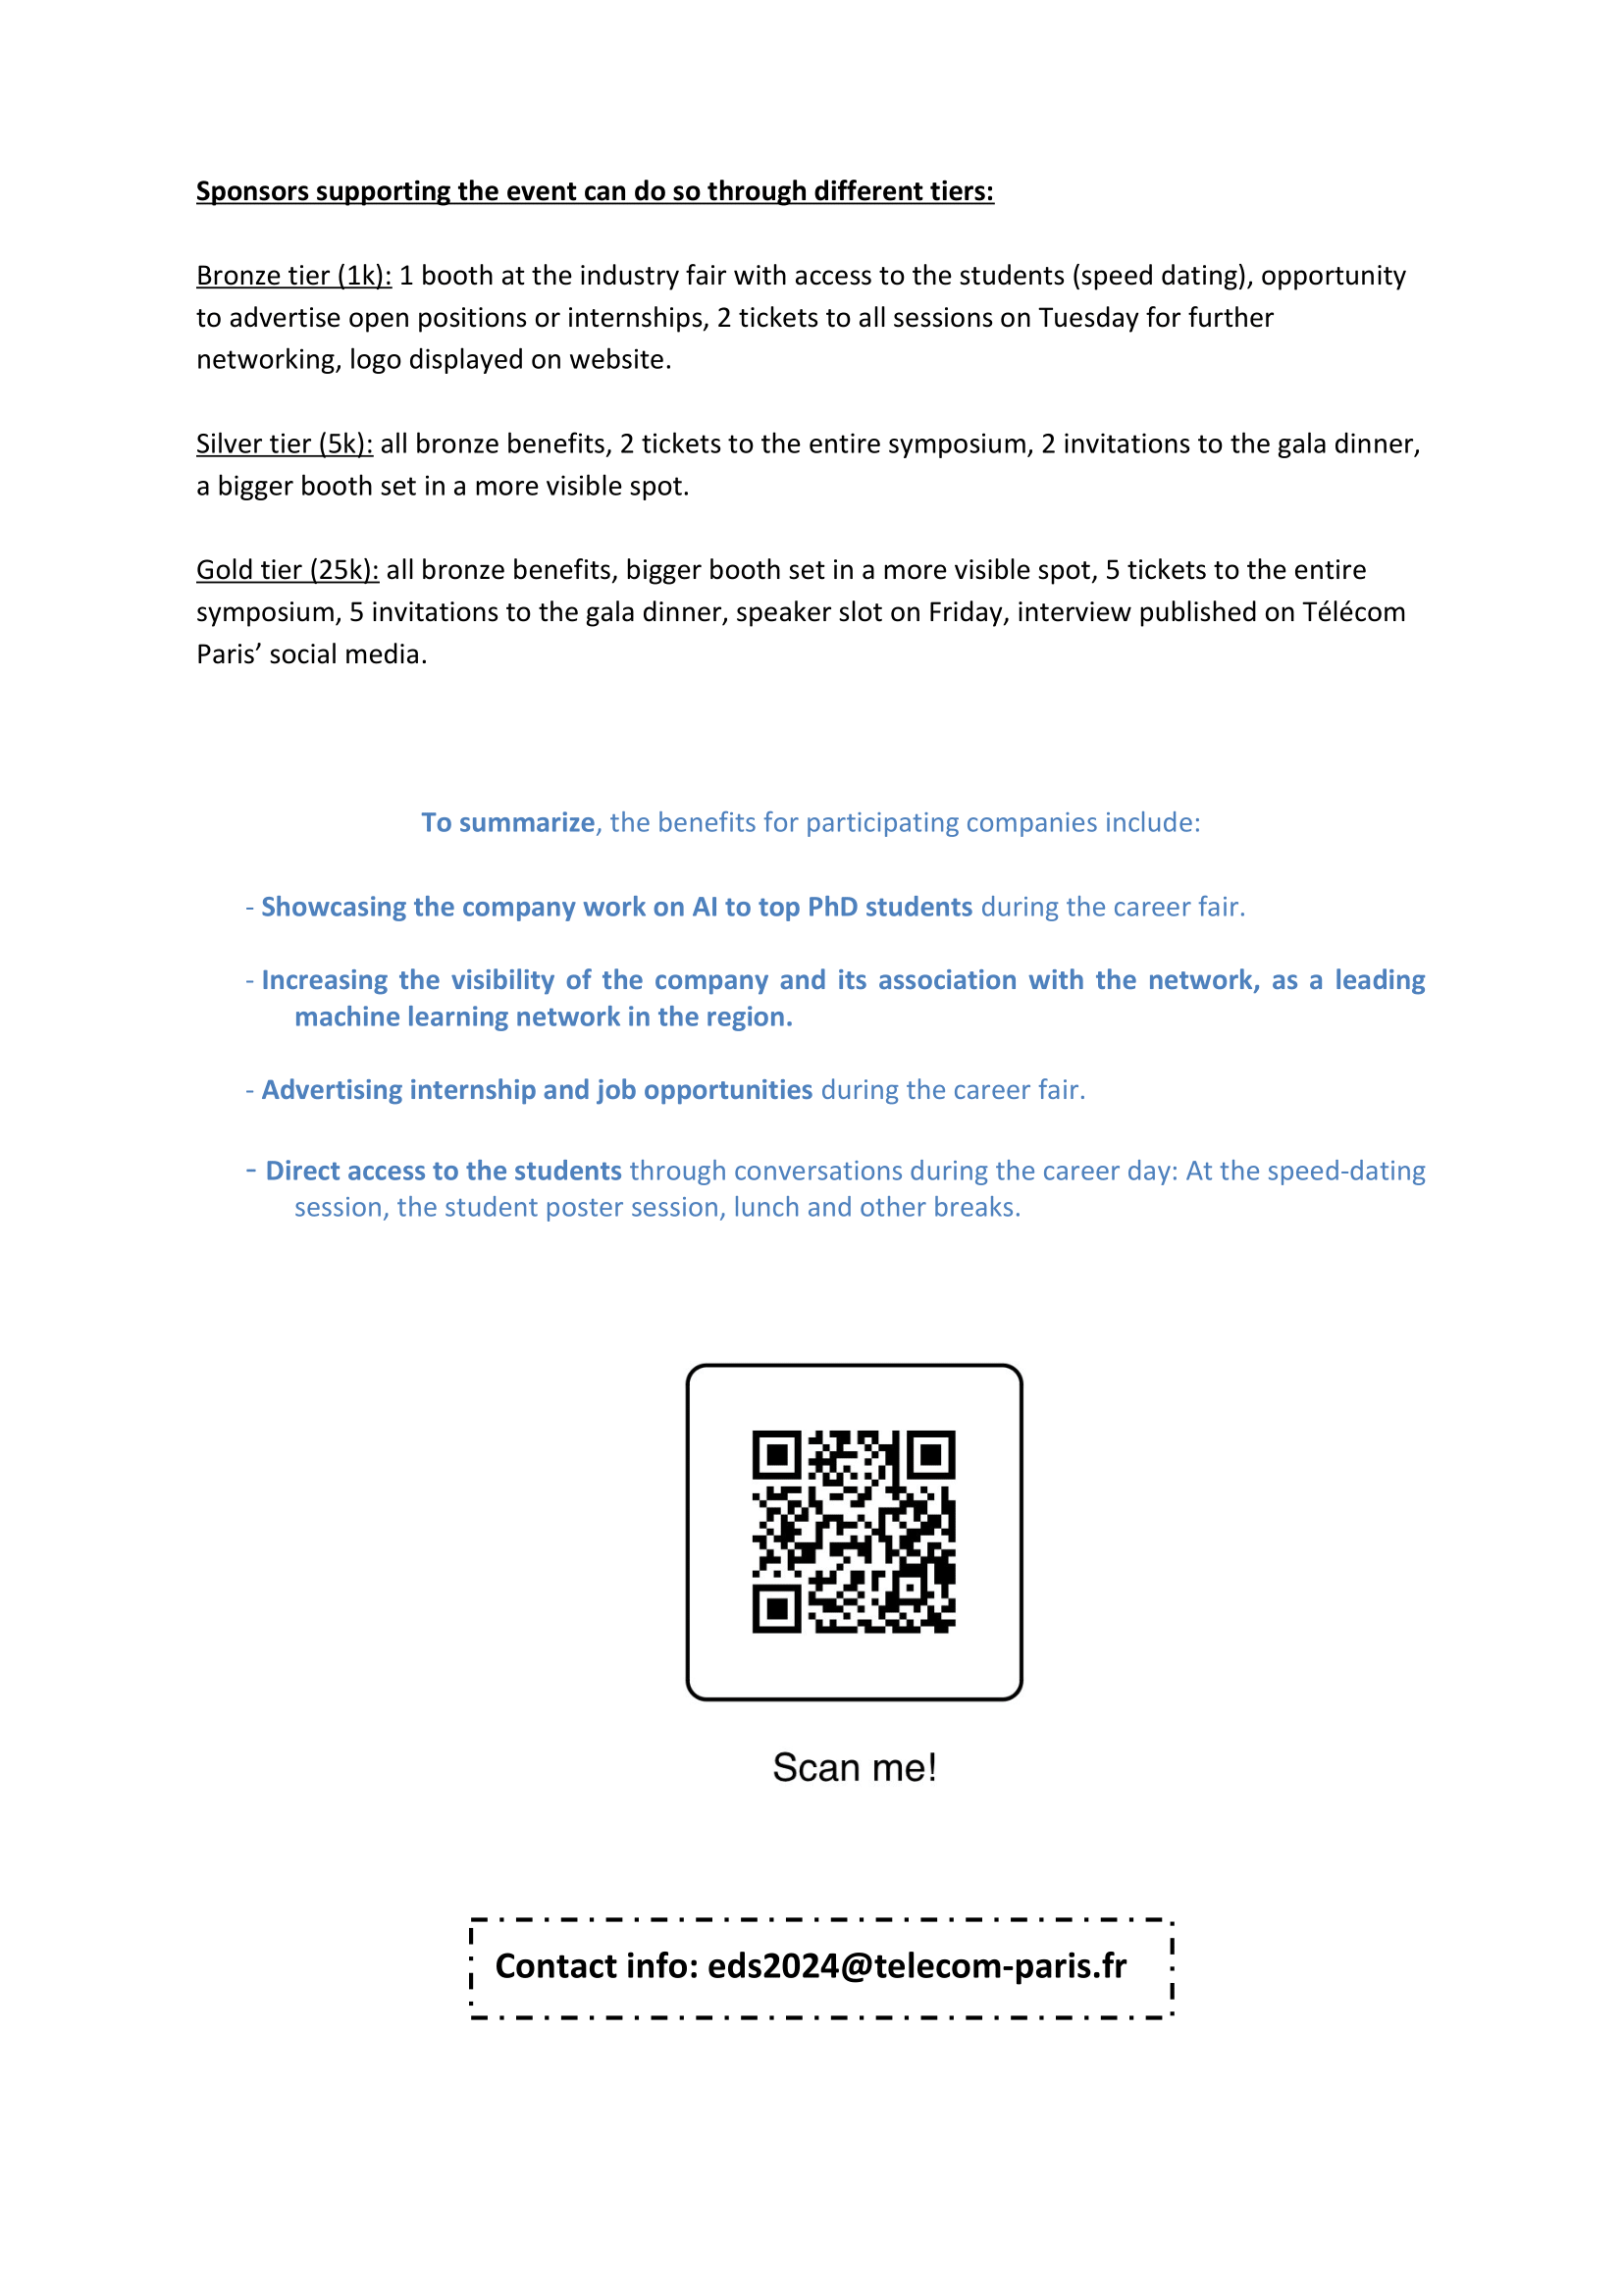 Sponsors supporting the event can do so through different tiers:
Bronze tier (1k): 1 booth at the industry fair with access to the students (speed dating), opportunity
to advertise open positions or internships, 2 tickets to all sessions on Tuesday for further
networking, logo displayed on website.
Silver tier (5k): all bronze benefits, 2 tickets to the entire symposium, 2 invitations to the gala dinner,
a bigger booth set in a more visible spot.
Gold tier (25k): all bronze benefits, bigger booth set in a more visible spot, 5 tickets to the entire
symposium, 5 invitations to the gala dinner, speaker slot on Friday, interview published on Télécom
Paris’ social media.
To summarize, the benefits for participating companies include:
- Showcasing the company work on AI to top PhD students during the career fair.
- Increasing the visibility of the company and its association with the network, as a leading
machine learning network in the region.
- Advertising internship and job opportunities during the career fair.
- Direct access to the students through conversations during the career day: At the speed-dating
session, the student poster session, lunch and other breaks.
Scan me!
Contact info: eds2024@telecom-paris.fr